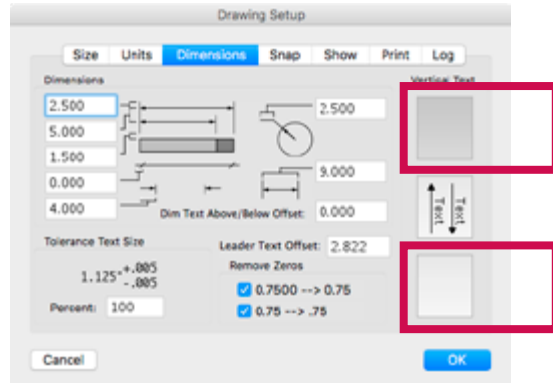 Drawing Setup
Size Units Dimensions Snap Show Print Log
Dimensions
Vertical Text
2.500
2.500
5.000
1.500
9.000
0.000
4.000
Dim Text Above/Below Offset: 0.000
Tolerance Text Size
Leader Text Offset: 2.822
Remove Zeros
1.125"+.005
-.005
0.7500 --> 0.75
Percent: 100
0.75 --> .75
Text
Text
Cancel
OK